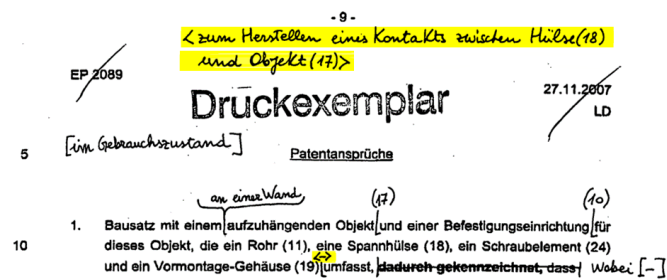 - 9 -
<zum Herstellen eines Kontakts zwischen Hülse (18)
und Objekt (17)>
EP 2089
Druckexemplar
27.11.2007
LD
[im Gebrauchszustand]
5
Patentansprüche
an einer Wand,
(17)
(10)
1. Bausatz mit einem aufzuhängenden Objekt und einer Befestigungseinrichtung für
10 dieses Objekt, die ein Rohr (11), eine Spannhülse (18), ein Schraubelement (24)
<->
und ein Vormontage-Gehäuse (19) umfasst, dadurch gekennzeichnet, dass wobei [-]